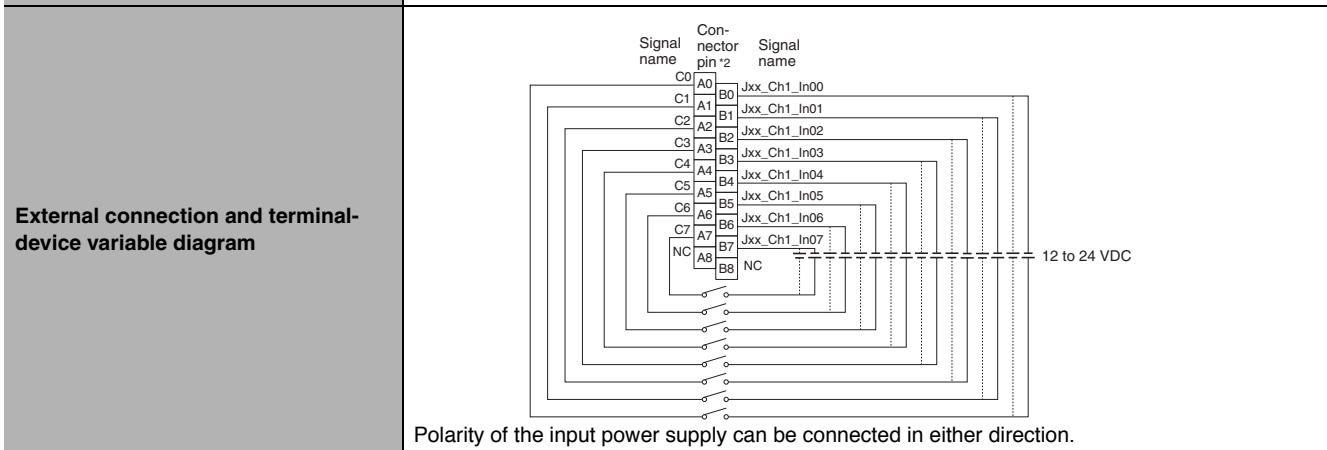 External connection and terminal-
device variable diagram
Signal name
Con-
nector
pin *2
Signal name
C0 A0 B0 Jxx_Ch1_In00
C1 A1 B1 Jxx_Ch1_In01
C2 A2 B2 Jxx_Ch1_In02
C3 A3 B3 Jxx_Ch1_In03
C4 A4 B4 Jxx_Ch1_In04
C5 A5 B5 Jxx_Ch1_In05
C6 A6 B6 Jxx_Ch1_In06
C7 A7 B7 Jxx_Ch1_In07
NC A8 B8 NC
12 to 24 VDC
Polarity of the input power supply can be connected in either direction.